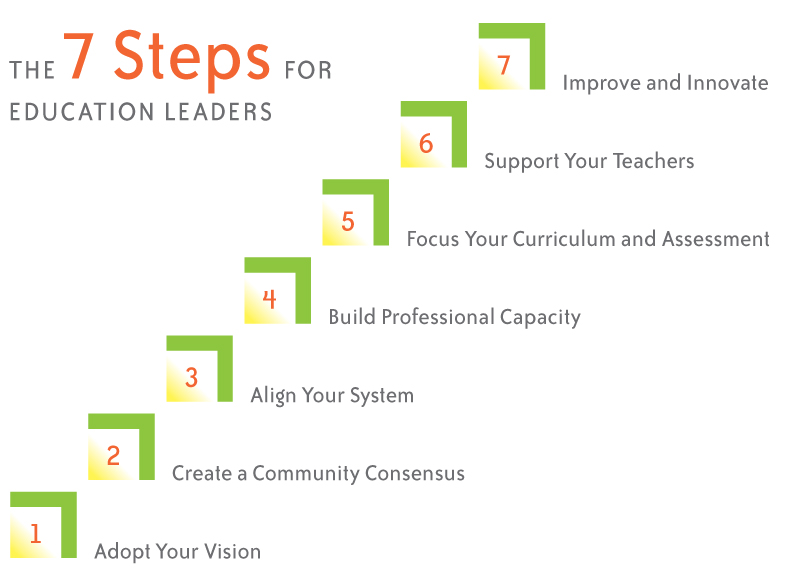 THE 7 Steps FOR
EDUCATION LEADERS
7
Improve and Innovate
6
Support Your Teachers
5
Focus Your Curriculum and Assessment
4
Build Professional Capacity
3
Align Your System
2
Create a Community Consensus
1
Adopt Your Vision